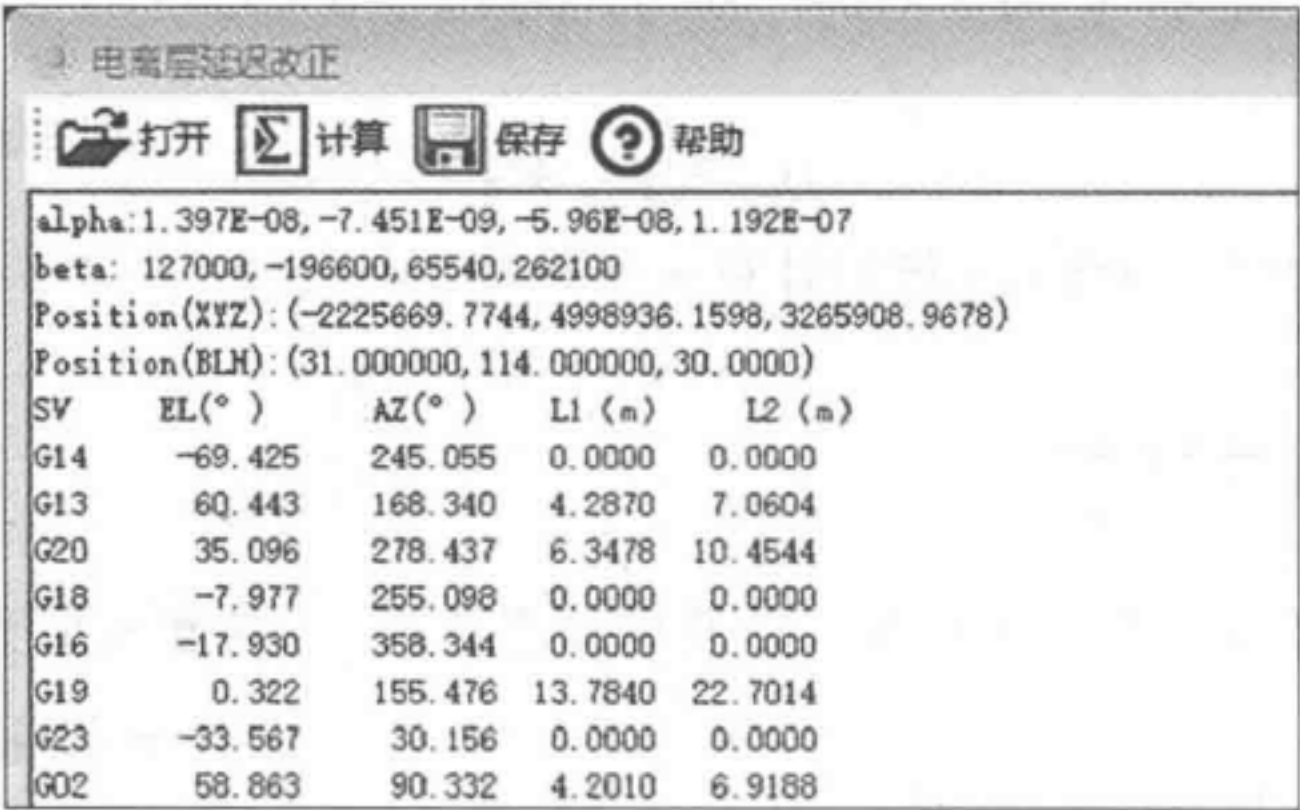 电离层延迟改正
打开 计算 保存 帮助
alpha:1.397E-08,-7.451E-09,-5.96E-08,1.192E-07
beta: 127000,-196600,65540,262100
Position(XYZ):(-2225669.7744,4998936.1598,3265908.9678)
Position(BLH):(31.000000,114.000000,30.0000)
SV EL(° ) AZ(° ) L1 (m) L2 (m)
G14 -69.425 245.055 0.0000 0.0000
G13 60.443 168.340 4.2870 7.0604
G20 35.096 278.437 6.3478 10.4544
G18 -7.977 255.098 0.0000 0.0000
G16 -17.930 358.344 0.0000 0.0000
G19 0.322 155.476 13.7840 22.7014
G23 -33.567 30.156 0.0000 0.0000
G02 58.863 90.332 4.2010 6.9188